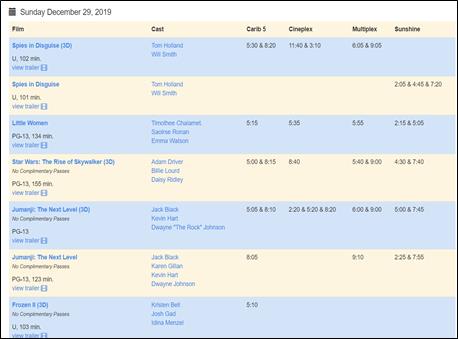 Sunday December 29, 2019
Film Cast Carib 5 Cineplex Multiplex Sunshine
Spies in Disguise (3D) Tom Holland 5:30 & 8:20 11:40 & 3:10 6:05 & 9:05
Will Smith
U, 102 min.
view trailer
Spies in Disguise Tom Holland 2:05 & 4:45 & 7:20
Will Smith
U, 101 min.
view trailer
Little Women Timothee Chalamet. 5:15 5:35 5:55 2:15 & 5:05
Saoirse Ronan
PG-13, 134 min. Emma Watson
view trailer
Star Wars: The Rise of Skywalker (3D) Adam Driver 5:00 & 8:15 8:40 5:40 & 9:00 4:30 & 7:40
No Complimentary Passes Billie Lourd
Daisy Ridley
PG-13, 155 min.
view trailer
Jumanji: The Next Level (3D) Jack Black 5:05 & 8:10 2:20 & 5:20 & 8:20 6:00 & 9:00 5:00 & 7:45
No Complimentary Passes Kevin Hart
Dwayne "The Rock" Johnson
PG-13
view trailer
Jumanji: The Next Level Jack Black 8:05 9:10 2:25 & 7:55
No Complimentary Passes Karen Gillan
Kevin Hart
PG-13, 123 min. Dwayne Johnson
view trailer
Frozen II (3D) Kristen Bell 5:10
No Complimentary Passes Josh Gad
Idina Menzel
U, 103 min.
view trailer